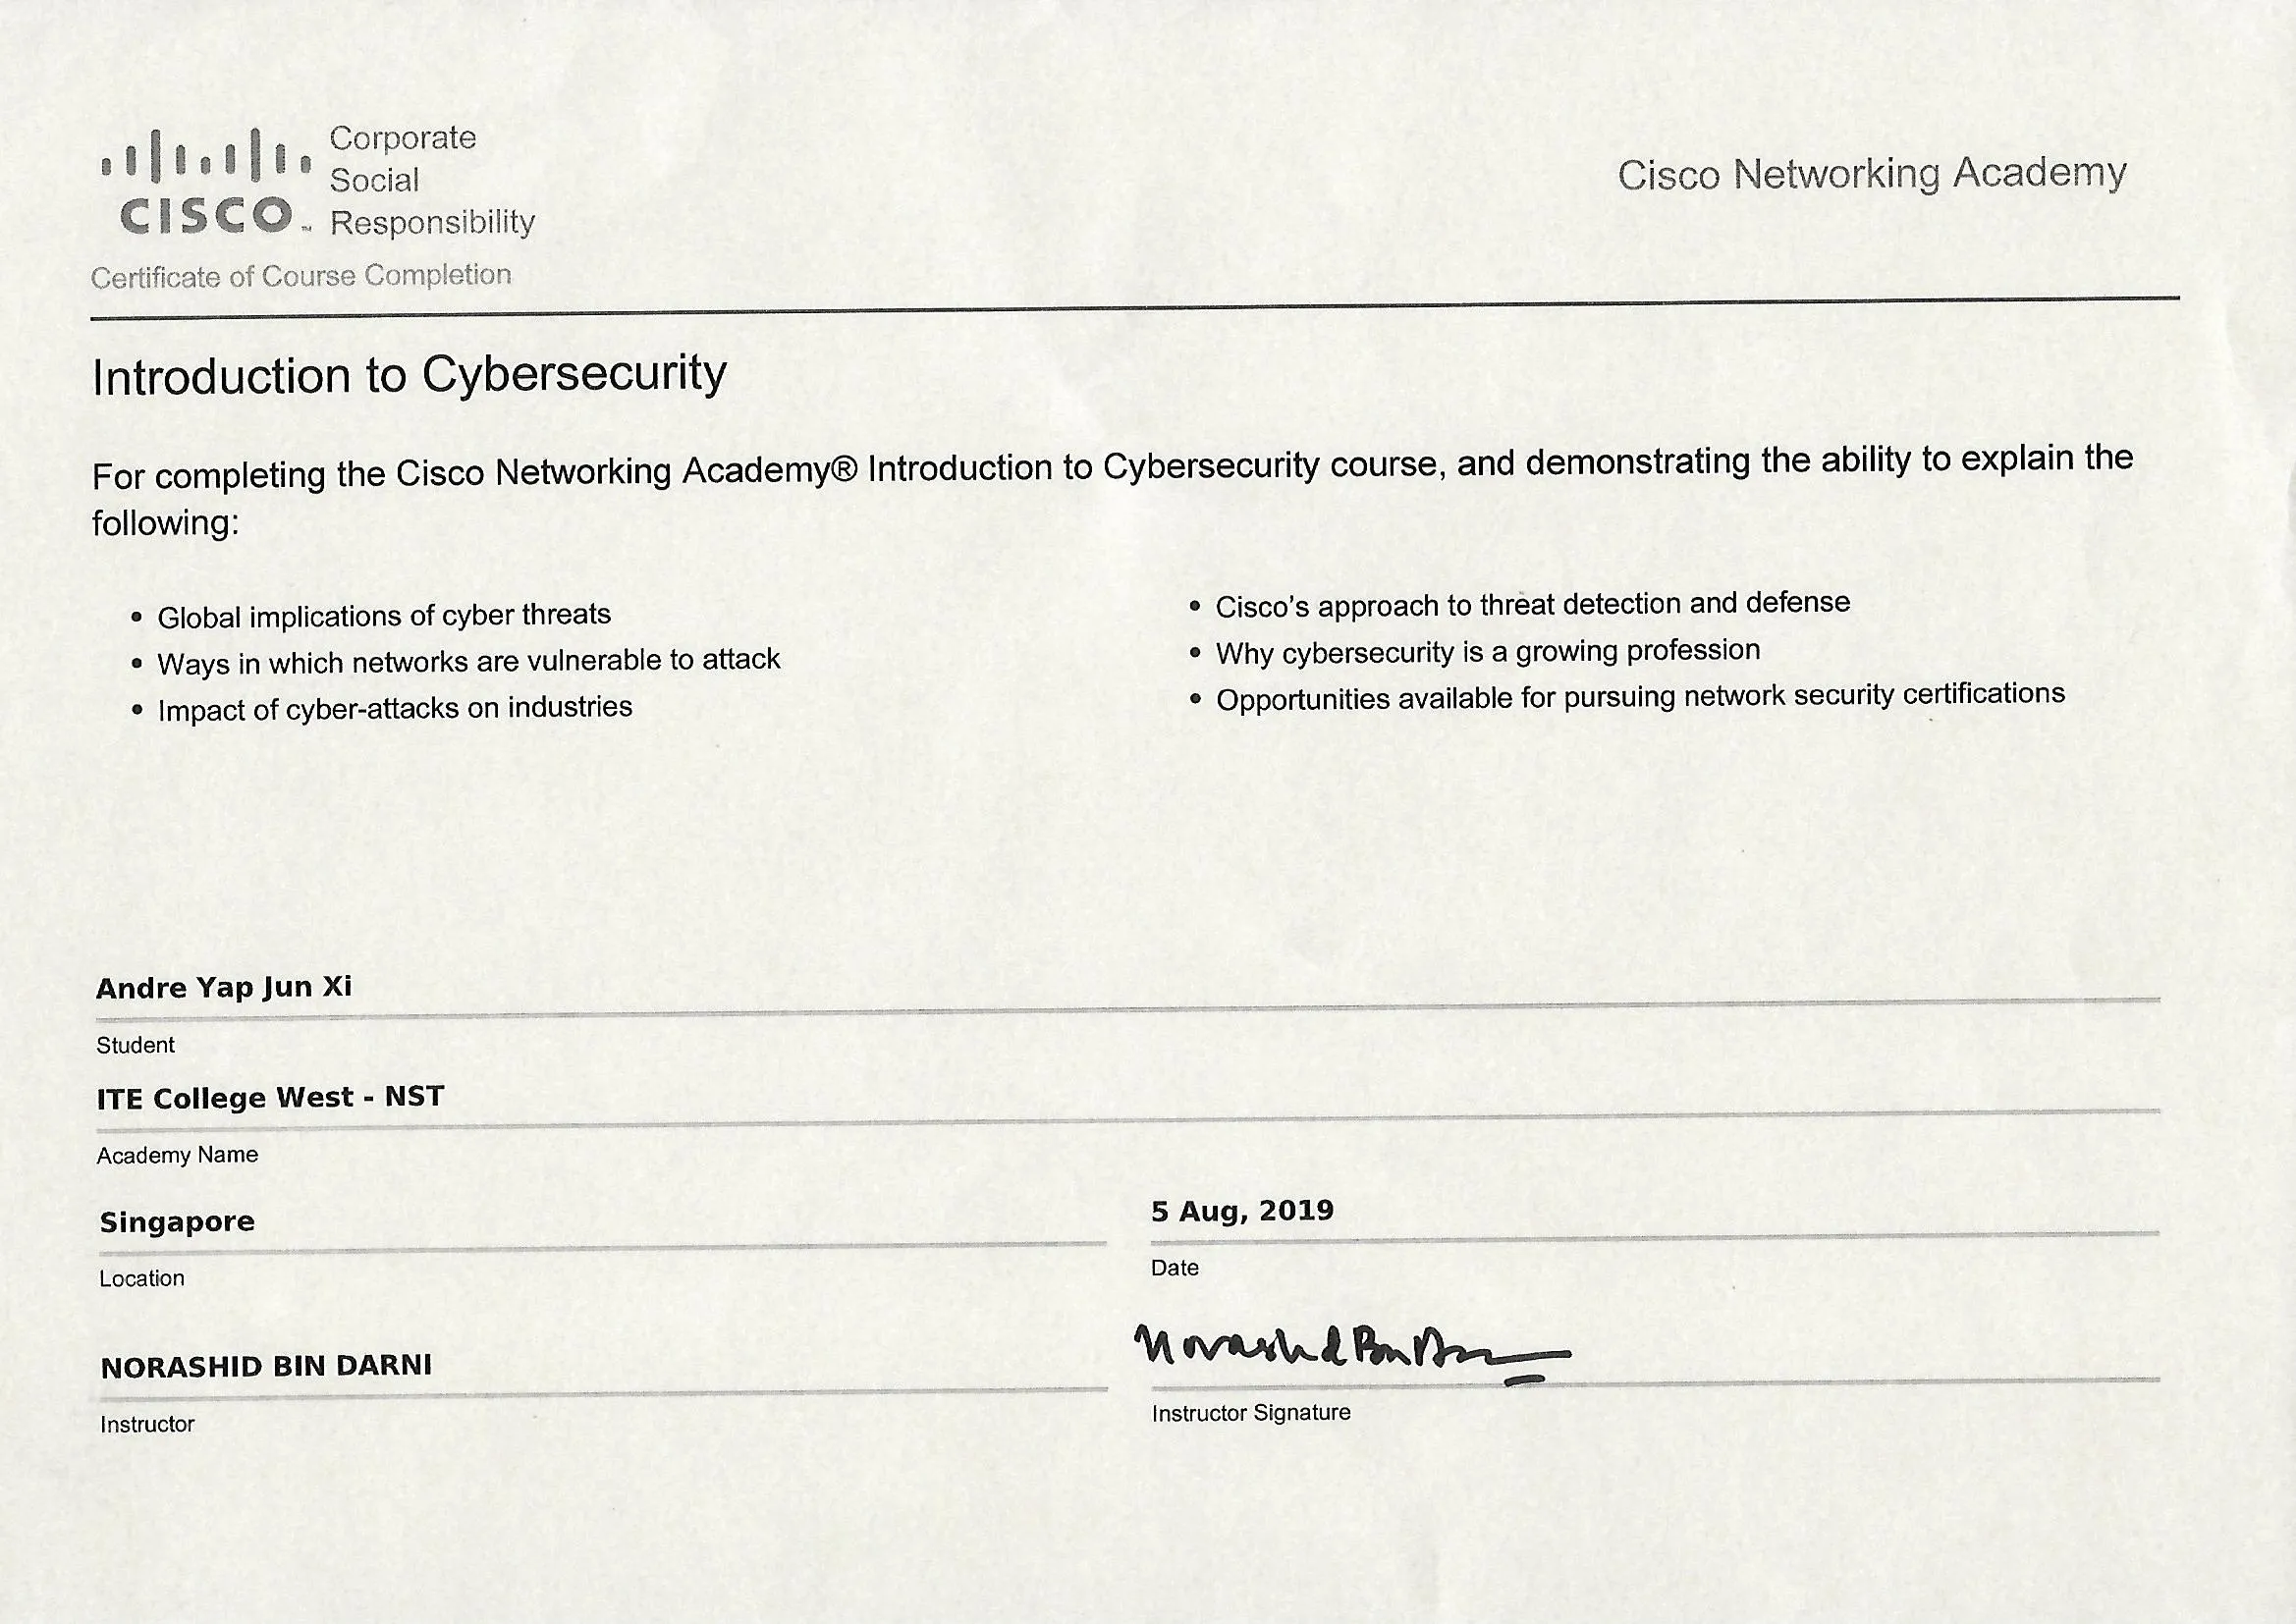 Corporate
Social
CISCO™ Responsibility
Cisco Networking Academy
Certificate of Course Completion
Introduction to Cybersecurity
For completing the Cisco Networking Academy® Introduction to Cybersecurity course, and demonstrating the ability to explain the
following:
• Global implications of cyber threats
• Ways in which networks are vulnerable to attack
• Impact of cyber-attacks on industries
• Cisco's approach to threat detection and defense
• Why cybersecurity is a growing profession
• Opportunities available for pursuing network security certifications
Andre Yap Jun Xi
Student
ITE College West - NST
Academy Name
Singapore
Location
5 Aug, 2019
Date
NORASHID BIN DARNI
Instructor
Norashid Bin
Instructor Signature